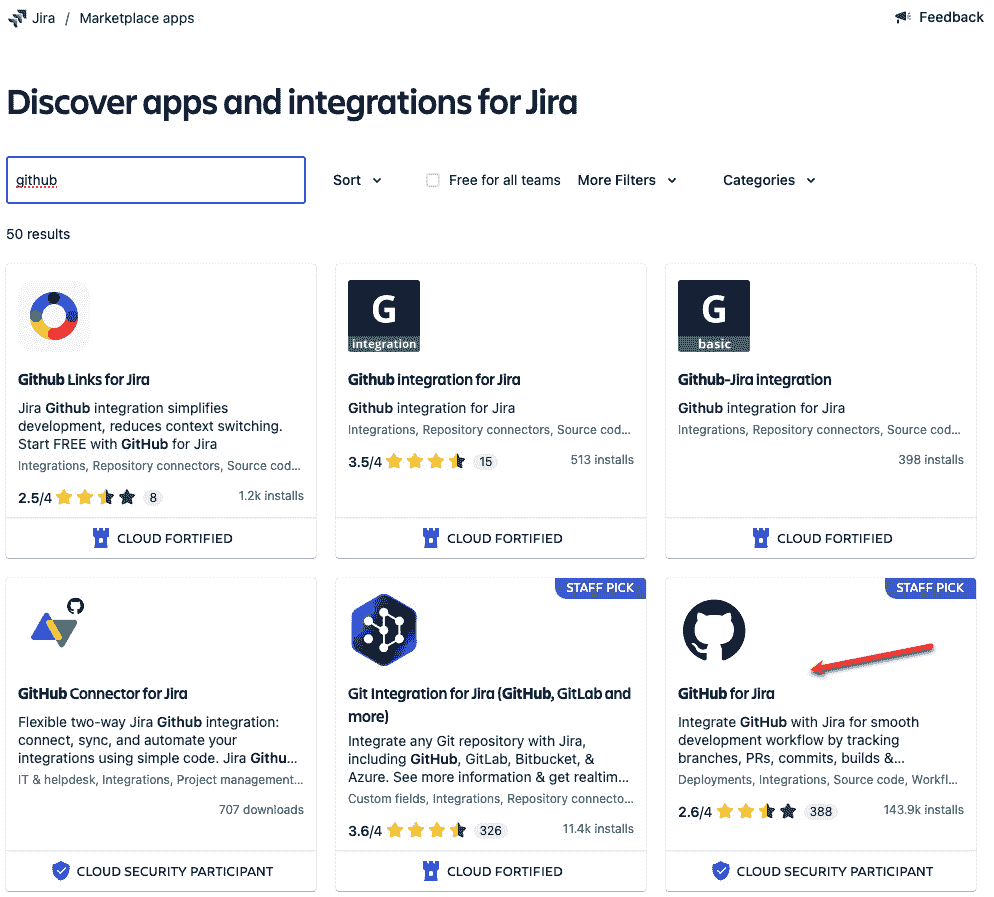 Jira / Marketplace apps
Feedback
Discover apps and integrations for Jira
github
Sort
Free for all teams
More Filters
Categories
50 results
G
integration
Github Links for Jira
Jira Github integration simplifies
development, reduces context switching.
Start FREE with GitHub for Jira
Integrations, Repository connectors, Source cod...
2.5/4
8
1.2k installs
CLOUD FORTIFIED
Github integration for Jira
Github integration for Jira
Integrations, Repository connectors, Source cod...
3.5/4
15
513 installs
CLOUD FORTIFIED
G
basic
Github-Jira integration
Github integration for Jira
Integrations, Repository connectors, Source cod...
398 installs
CLOUD FORTIFIED
GitHub Connector for Jira
Flexible two-way Jira Github integration:
connect, sync, and automate your
integrations using simple code. Jira Githu...
IT & helpdesk, Integrations, Project management...
707 downloads
CLOUD SECURITY PARTICIPANT
STAFF PICK
Git Integration for Jira (GitHub, GitLab and
more)
Integrate any Git repository with Jira,
including GitHub, GitLab, Bitbucket, &
Azure. See more information & get realtim...
Custom fields, Integrations, Repository connecto...
3.6/4
326
11.4k installs
CLOUD FORTIFIED
STAFF PICK
GitHub for Jira
Integrate GitHub with Jira for smooth
development workflow by tracking
branches, PRs, commits, builds &...
Deployments, Integrations, Source code, Workfl...
2.6/4
388
143.9k installs
CLOUD SECURITY PARTICIPANT